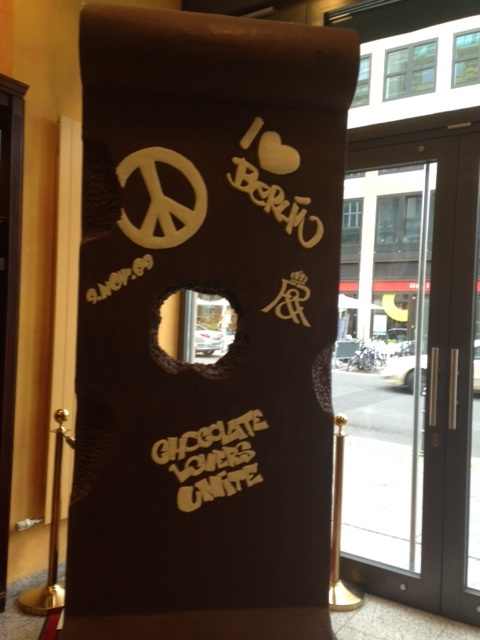 I ♥
BERLIN
9. NOV. 89
R&
CHOCOLATE
LOVERS
UNITE